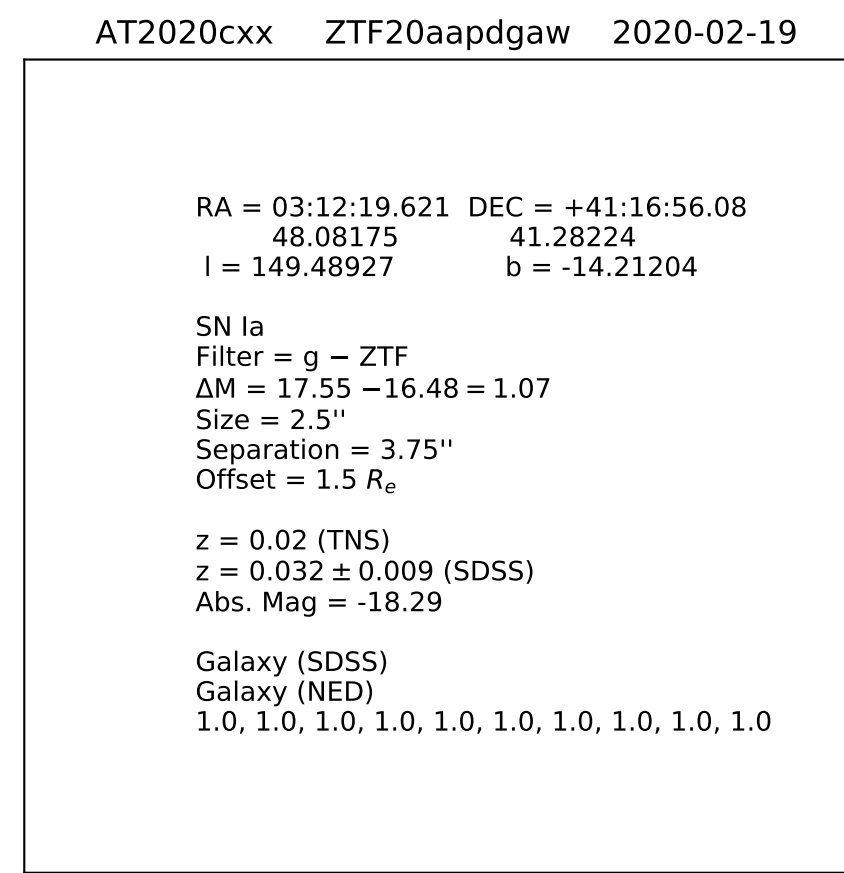 AT2020cxx ZTF20aapdgaw 2020-02-19
RA = 03:12:19.621 DEC = +41:16:56.08
48.08175 41.28224
l = 149.48927 b = -14.21204
SN Ia
Filter = g − ZTF
ΔM = 17.55 −16.48 = 1.07
Size = 2.5''
Separation = 3.75''
Offset = 1.5 Rₑ
z = 0.02 (TNS)
z = 0.032 ± 0.009 (SDSS)
Abs. Mag = -18.29
Galaxy (SDSS)
Galaxy (NED)
1.0, 1.0, 1.0, 1.0, 1.0, 1.0, 1.0, 1.0, 1.0, 1.0